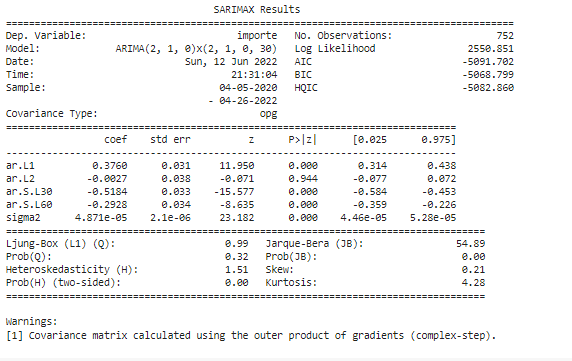 SARIMAX Results
==============================================================================
Dep. Variable: importe No. Observations: 752
Model: ARIMA(2, 1, 0)x(2, 1, 0, 30) Log Likelihood 2550.851
Date: Sun, 12 Jun 2022 AIC -5091.702
Time: 21:31:04 BIC -5068.799
Sample: 04-05-2020 HQIC -5082.860
- 04-26-2022
Covariance Type: opg
==============================================================================
coef std err z P>|z| [0.025 0.975]
------------------------------------------------------------------------------
ar.L1 0.3760 0.031 11.950 0.000 0.314 0.438
ar.L2 -0.0027 0.038 -0.071 0.944 -0.077 0.072
ar.S.L30 -0.5184 0.033 -15.577 0.000 -0.584 -0.453
ar.S.L60 -0.2928 0.034 -8.635 0.000 -0.359 -0.226
sigma2 4.871e-05 2.1e-06 23.182 0.000 4.46e-05 5.28e-05
==============================================================================
Ljung-Box (L1) (Q): 0.99 Jarque-Bera (JB): 54.89
Prob(Q): 0.32 Prob(JB): 0.00
Heteroskedasticity (H): 1.51 Skew: 0.21
Prob(H) (two-sided): 0.00 Kurtosis: 4.28
==============================================================================
Warnings:
[1] Covariance matrix calculated using the outer product of gradients (complex-step).